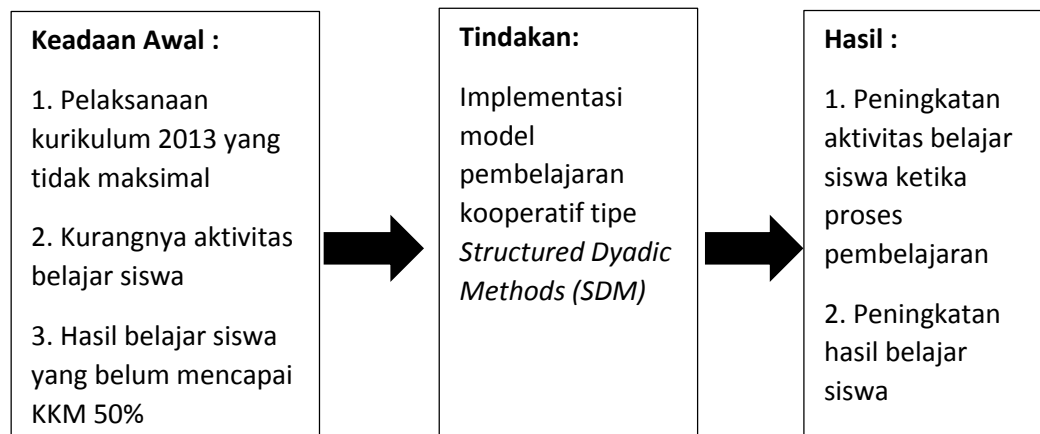 Keadaan Awal :
1. Pelaksanaan
kurikulum 2013 yang
tidak maksimal
2. Kurangnya aktivitas
belajar siswa
3. Hasil belajar siswa
yang belum mencapai
KKM 50%
Tindakan:
Implementasi
model
pembelajaran
kooperatif tipe
Structured Dyadic
Methods (SDM)
Hasil :
1. Peningkatan
aktivitas belajar
siswa ketika
proses
pembelajaran
2. Peningkatan
hasil belajar
siswa